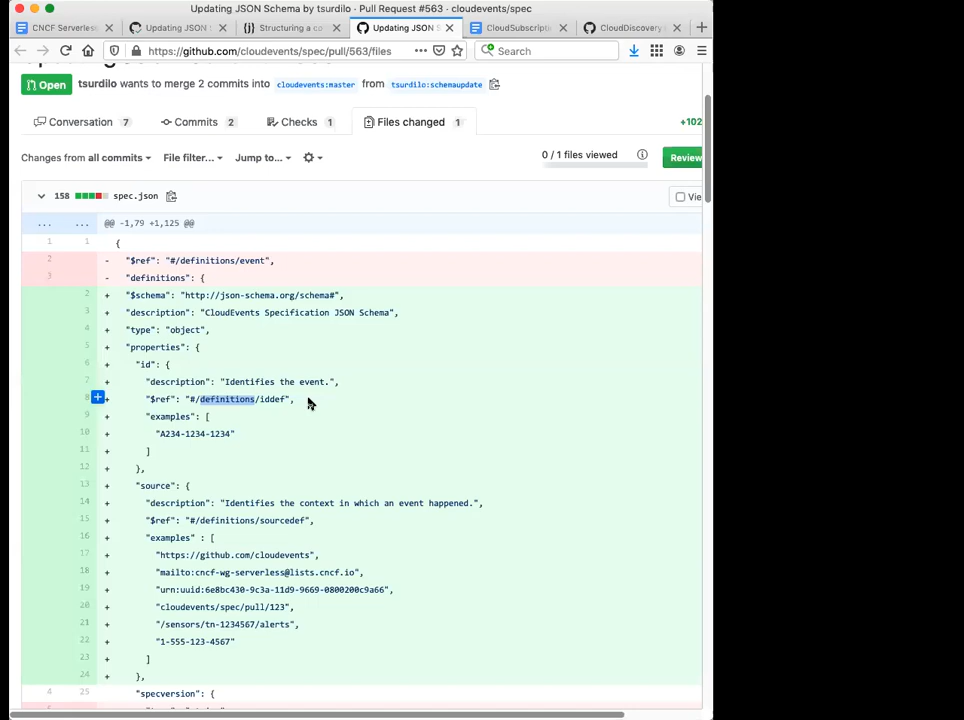 Updating JSON Schema by tsurdilo · Pull Request #563 · cloudevents/spec
CNCF Serverless
Updating JSON
Structuring a co
Updating JSON S
CloudSubscripti
CloudDiscovery
https://github.com/cloudevents/spec/pull/563/files
Search
Open
tsurdilo wants to merge 2 commits into cloudevents:master from tsurdilo:schemaupdate
Conversation 7
Commits 2
Checks 1
Files changed 1
+102
Changes from all commits
File filter...
Jump to...
0 / 1 files viewed
Review
158 spec.json
Vie
... ... @@ -1,79 +1,125 @@
1 1 {
2 - "$ref": "#/definitions/event",
3 - "definitions": {
2 + "$schema": "http://json-schema.org/schema#",
3 + "description": "CloudEvents Specification JSON Schema",
4 + "type": "object",
5 + "properties": {
6 + "id": {
7 + "description": "Identifies the event.",
8 + "$ref": "#/definitions/iddef",
9 + "examples": [
10 + "A234-1234-1234"
11 + ]
12 + },
13 + "source": {
14 + "description": "Identifies the context in which an event happened.",
15 + "$ref": "#/definitions/sourcedef",
16 + "examples" : [
17 + "https://github.com/cloudevents",
18 + "mailto:cncf-wg-serverless@lists.cncf.io",
19 + "urn:uuid:6e8bc430-9c3a-11d9-9669-0800200c9a66",
20 + "cloudevents/spec/pull/123",
21 + "/sensors/tn-1234567/alerts",
22 + "1-555-123-4567"
23 + ]
24 + },
4 25 "specversion": {